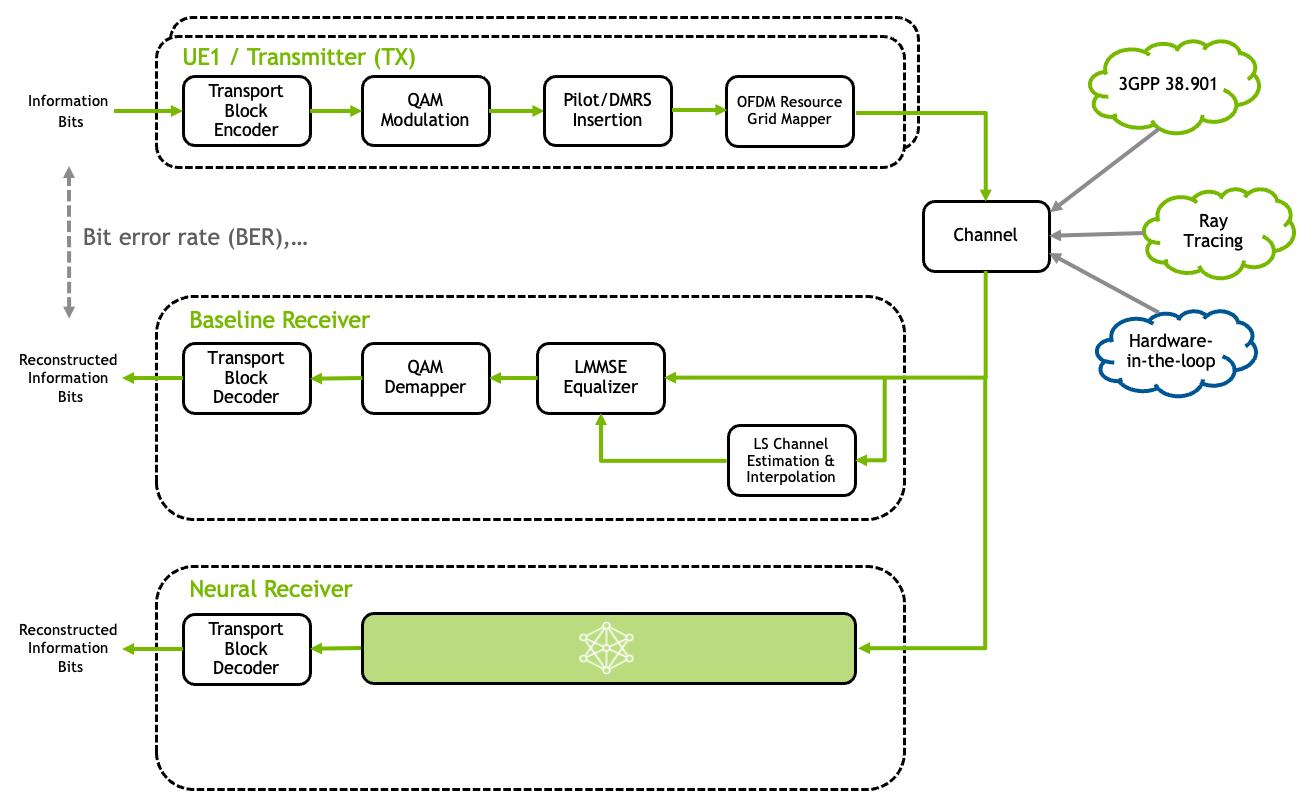 UE1 / Transmitter (TX)
Information
Bits
Transport
Block
Encoder
QAM
Modulation
Pilot/DMRS
Insertion
OFDM Resource
Grid Mapper
3GPP 38.901
Ray
Tracing
Hardware-
in-the-loop
Channel
Bit error rate (BER),...
Baseline Receiver
Reconstructed
Information
Bits
Transport
Block
Decoder
QAM
Demapper
LMMSE
Equalizer
LS Channel
Estimation &
Interpolation
Neural Receiver
Reconstructed
Information
Bits
Transport
Block
Decoder